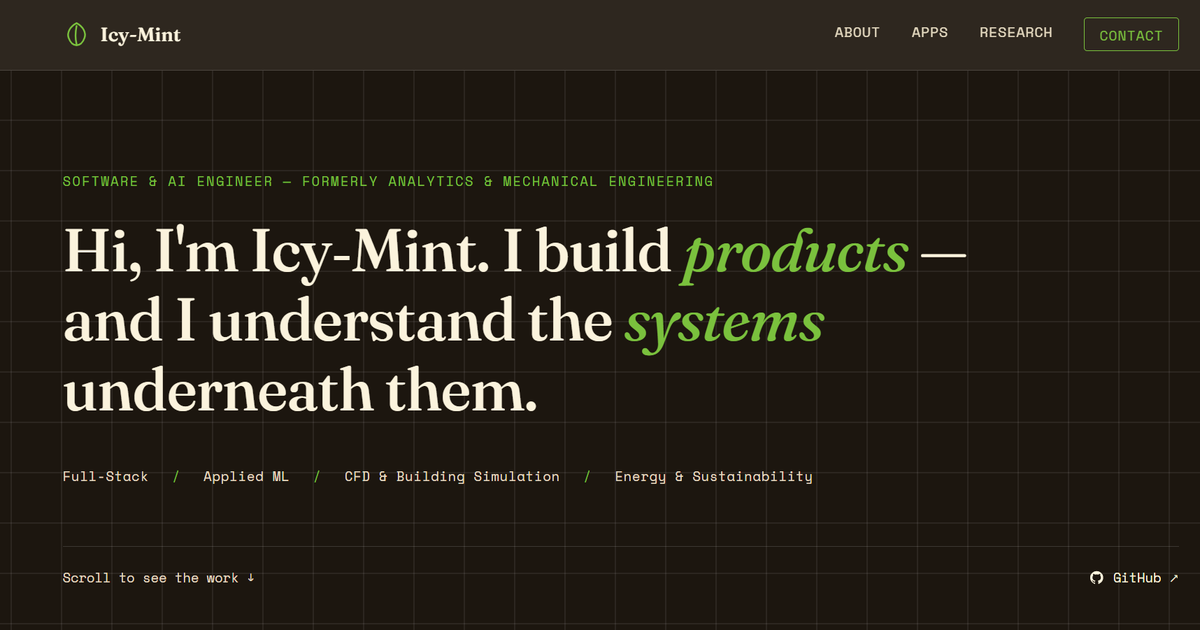 Icy-Mint
ABOUT APPS RESEARCH CONTACT
SOFTWARE & AI ENGINEER — FORMERLY ANALYTICS & MECHANICAL ENGINEERING
Hi, I'm Icy-Mint. I build products —
and I understand the systems
underneath them.
Full-Stack / Applied ML / CFD & Building Simulation / Energy & Sustainability
Scroll to see the work ↓
GitHub ↗